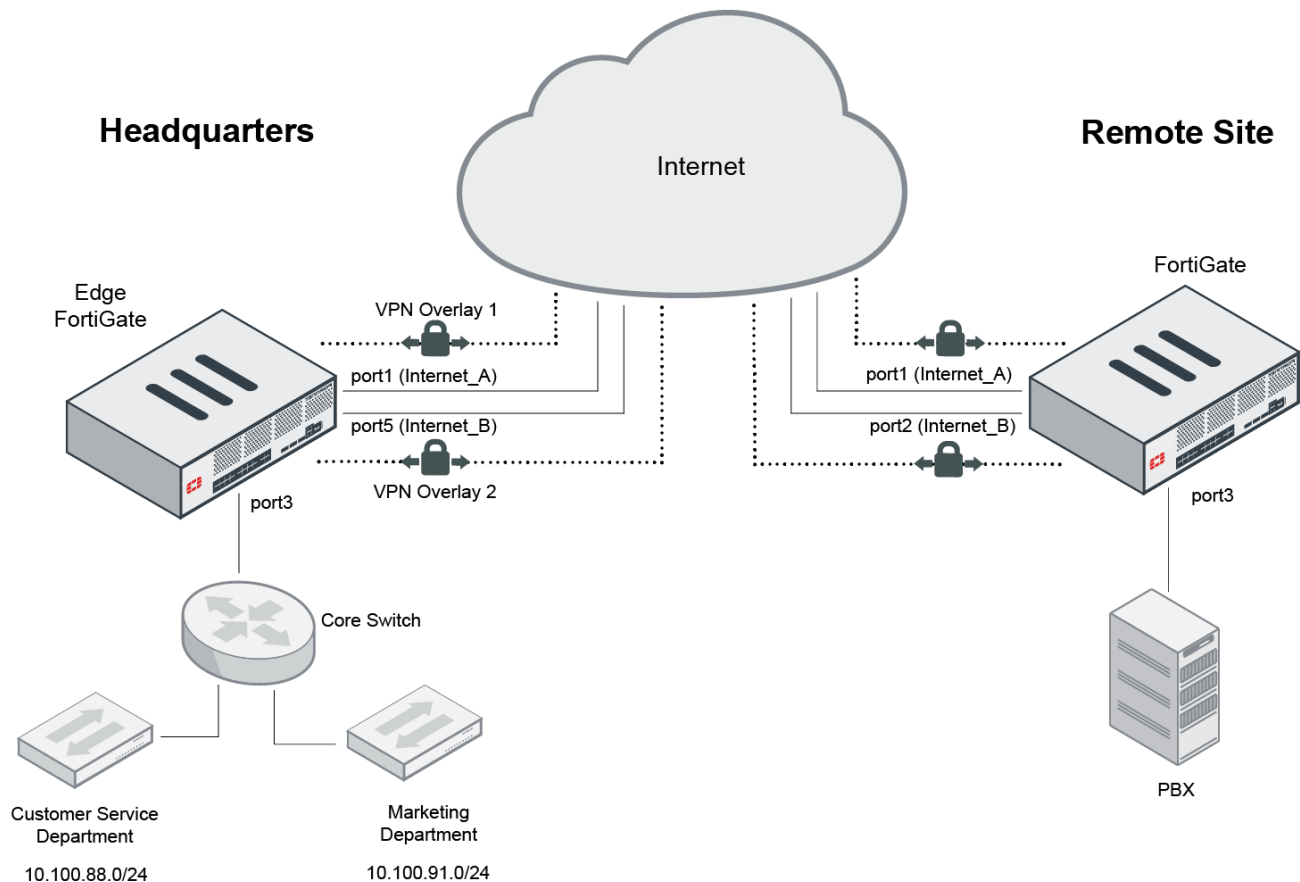 Headquarters
Internet
Remote Site
Edge
FortiGate
FortiGate
VPN Overlay 1
port1 (Internet_A)
port5 (Internet_B)
VPN Overlay 2
port1 (Internet_A)
port2 (Internet_B)
port3
port3
Core Switch
PBX
Customer Service
Department
10.100.88.0/24
Marketing
Department
10.100.91.0/24